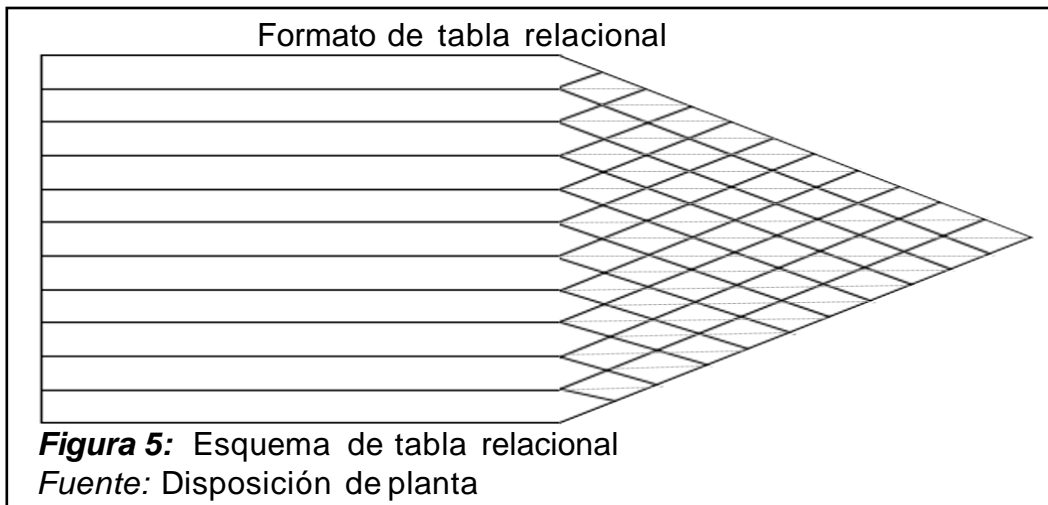 Formato de tabla relacional
Figura 5: Esquema de tabla relacional
Fuente: Disposición de planta